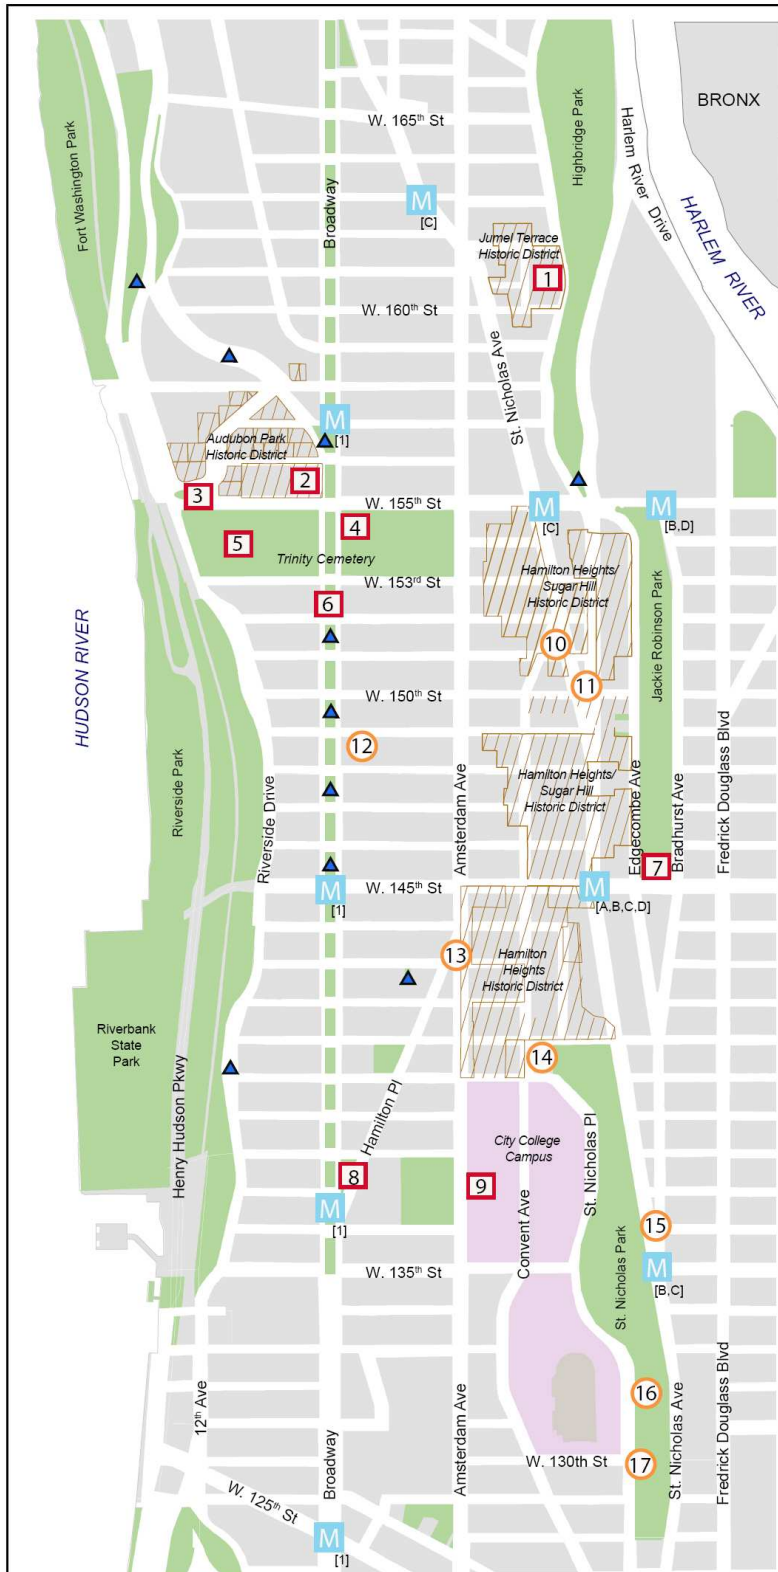 BRONX
W. 165th St
Fort Washington Park
Broadway
Highbridge Park
Harlem River Drive
HARLEM RIVER
M
[C]
Jumel Terrace
Historic District
1
W. 160th St
St. Nicholas Ave
M
[1]
Audubon Park
Historic District
2
3
W. 155th St
M
[C]
M
[B,D]
4
5
Trinity Cemetery
W. 153rd St
Hamilton Heights/
Sugar Hill
Historic District
6
10
11
Jackie Robinson Park
HUDSON RIVER
W. 150th St
12
Riverside Park
Riverside Drive
Amsterdam Ave
Hamilton Heights/
Sugar Hill
Historic District
Edgecombe Ave
Bradhurst Ave
Fredrick Douglass Blvd
7
M
[1]
W. 145th St
M
[A,B,C,D]
13
Hamilton
Heights
Historic District
Riverbank
State
Park
Henry Hudson Pkwy
14
Hamilton Pl
City College
Campus
St. Nicholas Pl
8
9
Convent Ave
M
[1]
15
St. Nicholas Park
M
[B,C]
W. 135th St
12th Ave
Broadway
Amsterdam Ave
16
St. Nicholas Ave
Fredrick Douglass Blvd
W. 130th St
17
W. 125th St
M
[1]